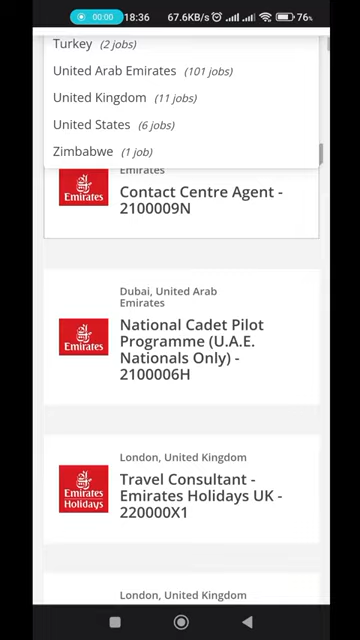 00:00 18:36 67.6KB/s 76%
Turkey (2 jobs)
United Arab Emirates (101 jobs)
United Kingdom (11 jobs)
United States (6 jobs)
Zimbabwe (1 job)
Emirates
Emirates
Contact Centre Agent -
2100009N
Dubai, United Arab
Emirates
Emirates
National Cadet Pilot
Programme (U.A.E.
Nationals Only) -
2100006H
London, United Kingdom
Emirates
Holidays
Travel Consultant -
Emirates Holidays UK -
220000X1
London, United Kingdom